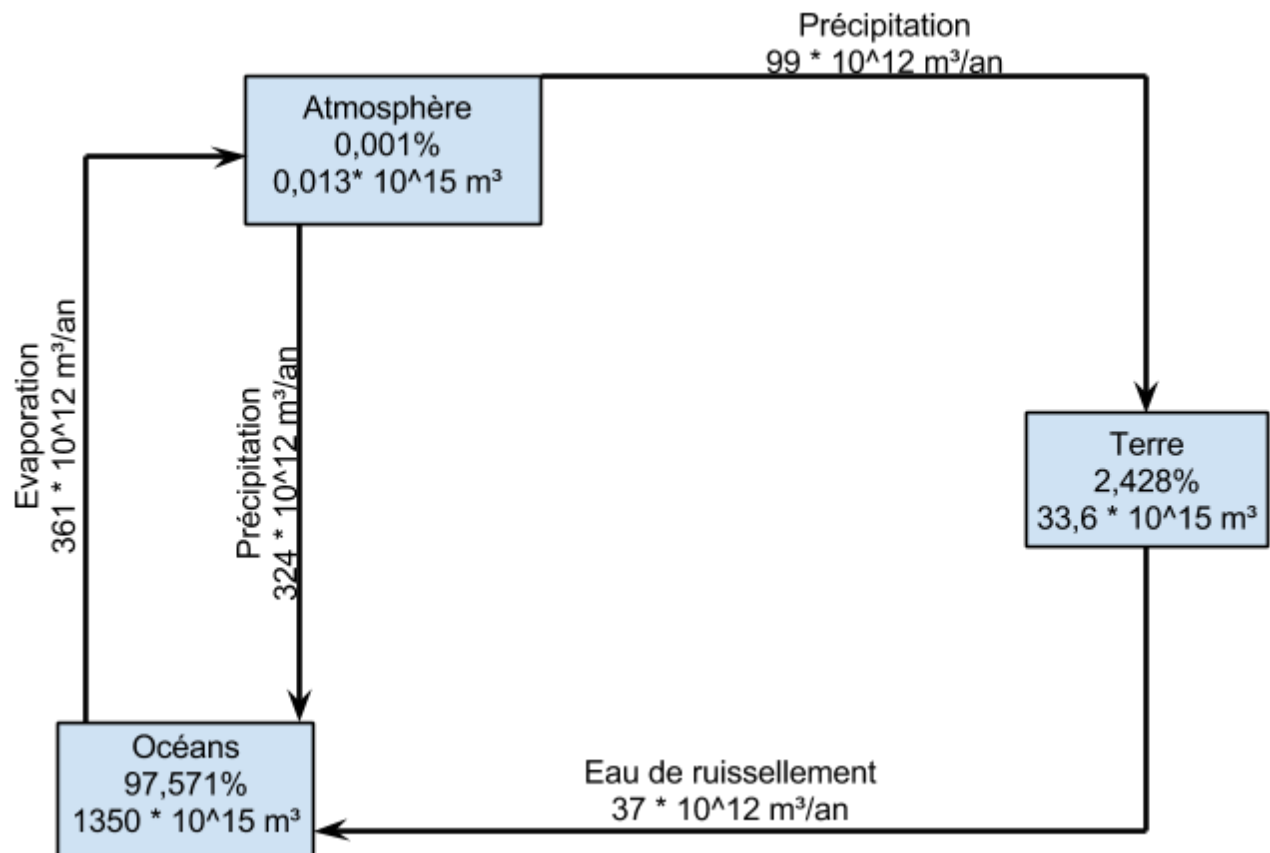 Précipitation
99 * 10^12 m³/an
Atmosphère
0,001%
0,013* 10^15 m³
Evaporation
361 * 10^12 m³/an
Précipitation
324 * 10^12 m³/an
Terre
2,428%
33,6 * 10^15 m³
Océans
97,571%
1350 * 10^15 m³
Eau de ruissellement
37 * 10^12 m³/an